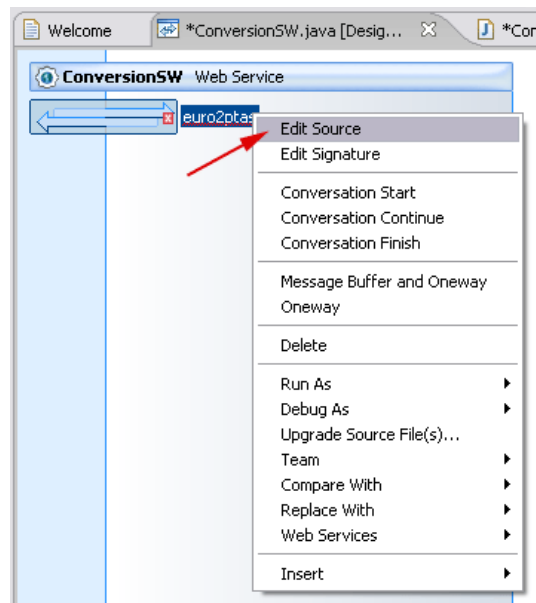 Welcome
*ConversionSW.java [Desig...
*Con
ConversionSW Web Service
euro2ptas
Edit Source
Edit Signature
Conversation Start
Conversation Continue
Conversation Finish
Message Buffer and Oneway
Oneway
Delete
Run As
Debug As
Upgrade Source File(s)...
Team
Compare With
Replace With
Web Services
Insert